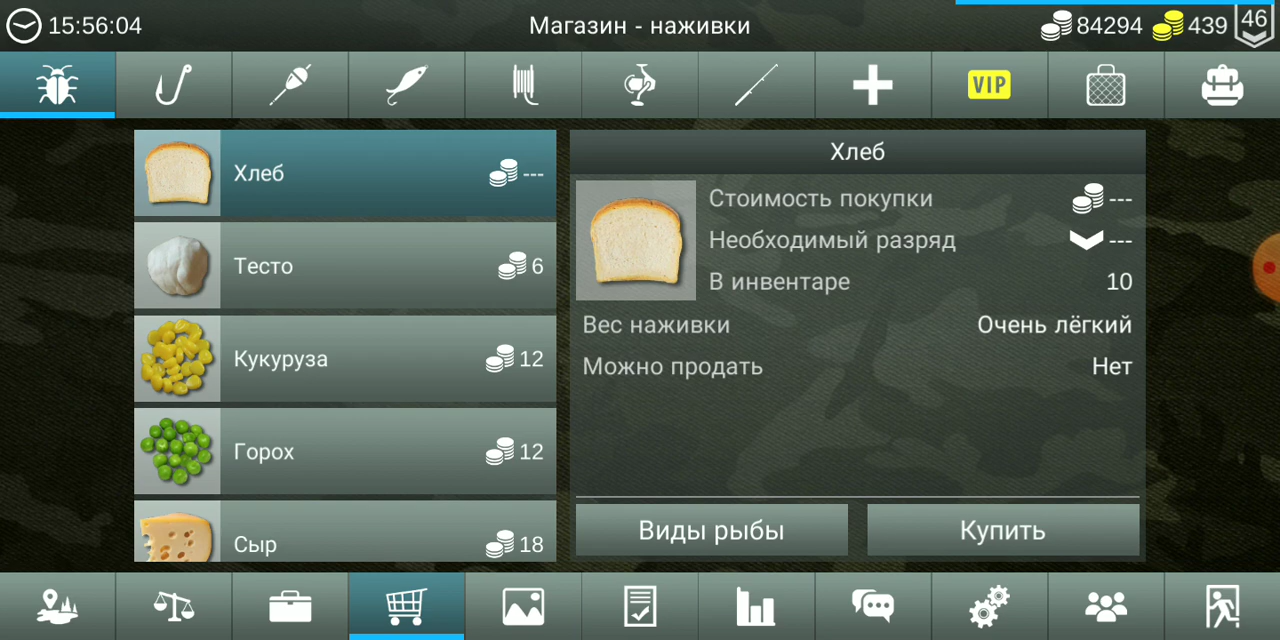 15:56:04
Магазин - наживки
84294
439
46
VIP
Хлеб
---
Тесто
6
Кукуруза
12
Горох
12
Сыр
18
Хлеб
Стоимость покупки
---
Необходимый разряд
---
В инвентаре
10
Вес наживки
Очень лёгкий
Можно продать
Нет
Виды рыбы
Купить